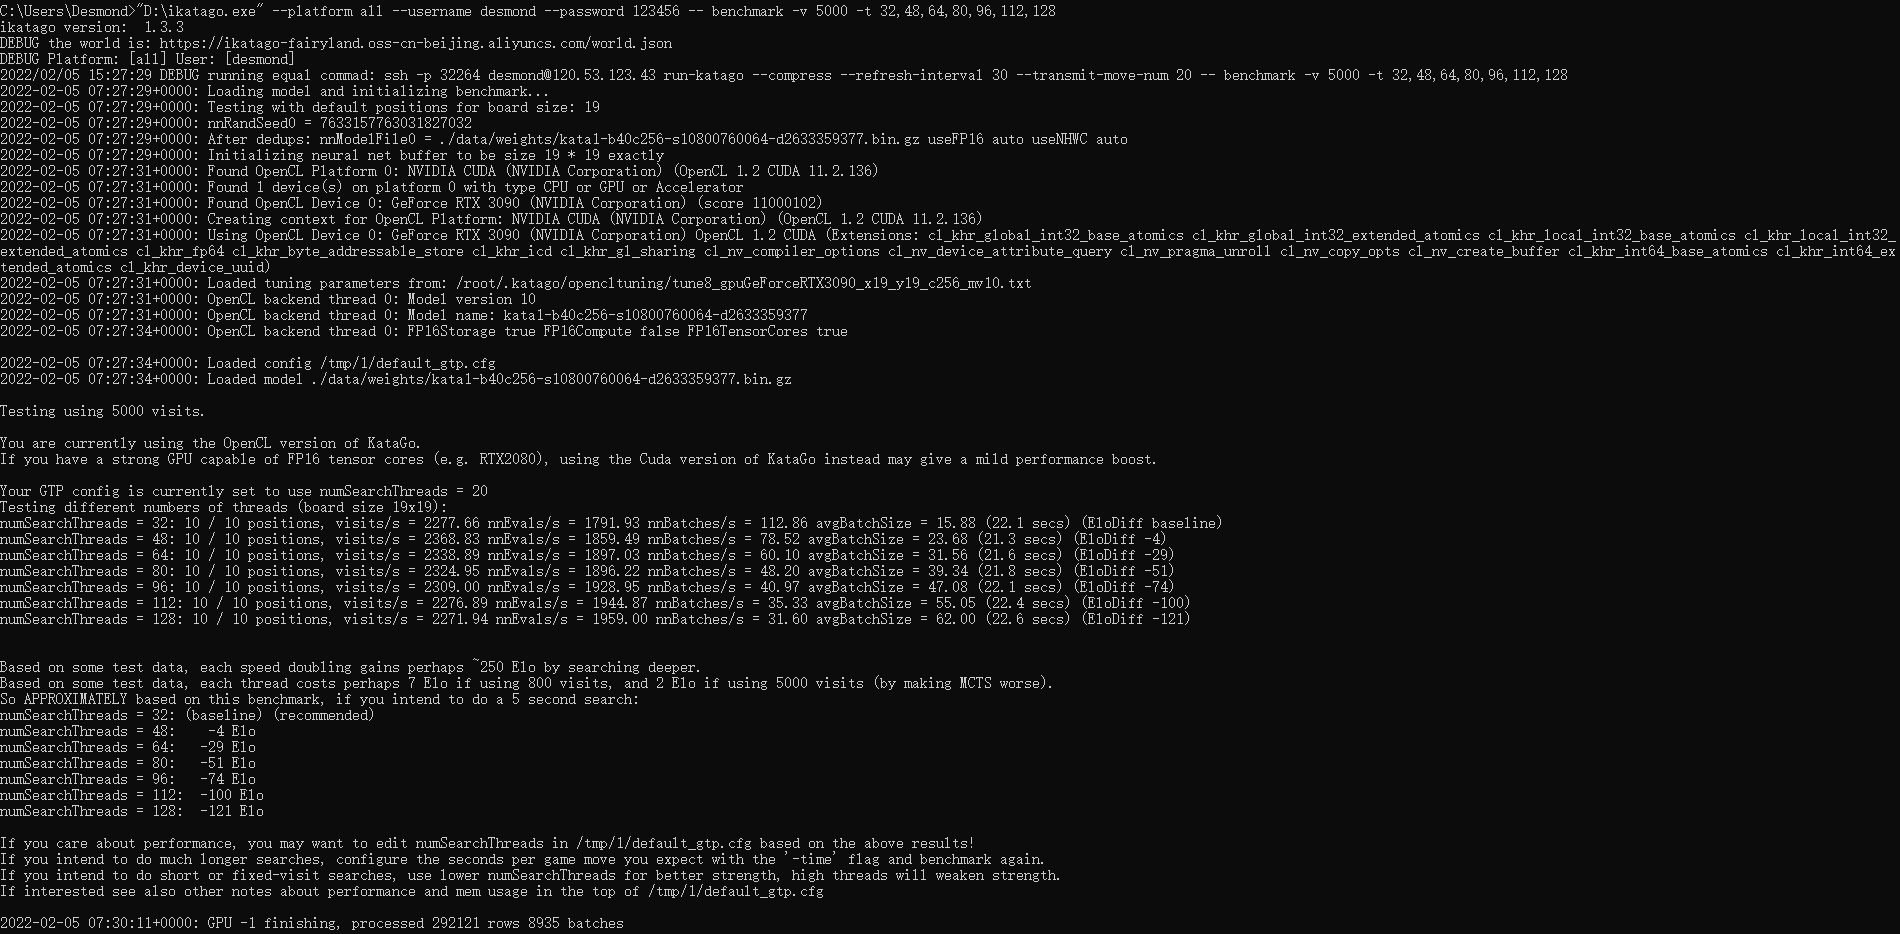 C:\Users\Desmond>"D:\ikatago.exe" --platform all --username desmond --password 123456 -- benchmark -v 5000 -t 32,48,64,80,96,112,128
ikatago version:  1.3.3
DEBUG the world is: https://ikatago-fairyland.oss-cn-beijing.aliyuncs.com/world.json
DEBUG Platform: [all] User: [desmond]
2022/02/05 15:27:29 DEBUG running equal commad: ssh -p 32264 desmond@120.53.123.43 run-katago --compress --refresh-interval 30 --transmit-move-num 20 -- benchmark -v 5000 -t 32,48,64,80,96,112,128
2022-02-05 07:27:29+0000: Loading model and initializing benchmark...
2022-02-05 07:27:29+0000: Testing with default positions for board size: 19
2022-02-05 07:27:29+0000: nnRandSeed0 = 7633157763031827032
2022-02-05 07:27:29+0000: After dedups: nnModelFile0 = ./data/weights/kata1-b40c256-s10800760064-d2633359377.bin.gz useFP16 auto useNHWC auto
2022-02-05 07:27:29+0000: Initializing neural net buffer to be size 19 * 19 exactly
2022-02-05 07:27:31+0000: Found OpenCL Platform 0: NVIDIA CUDA (NVIDIA Corporation) (OpenCL 1.2 CUDA 11.2.136)
2022-02-05 07:27:31+0000: Found 1 device(s) on platform 0 with type CPU or GPU or Accelerator
2022-02-05 07:27:31+0000: Found OpenCL Device 0: GeForce RTX 3090 (NVIDIA Corporation) (score 11000102)
2022-02-05 07:27:31+0000: Creating context for OpenCL Platform: NVIDIA CUDA (NVIDIA Corporation) (OpenCL 1.2 CUDA 11.2.136)
2022-02-05 07:27:31+0000: Using OpenCL Device 0: GeForce RTX 3090 (NVIDIA Corporation) OpenCL 1.2 CUDA (Extensions: cl_khr_global_int32_base_atomics cl_khr_global_int32_extended_atomics cl_khr_local_int32_base_atomics cl_khr_local_int32_
extended_atomics cl_khr_fp64 cl_khr_byte_addressable_store cl_khr_icd cl_khr_gl_sharing cl_nv_compiler_options cl_nv_device_attribute_query cl_nv_pragma_unroll cl_nv_copy_opts cl_nv_create_buffer cl_khr_int64_base_atomics cl_khr_int64_ex
tended_atomics cl_khr_device_uuid)
2022-02-05 07:27:31+0000: Loaded tuning parameters from: /root/.katago/opencltuning/tune8_gpuGeForceRTX3090_x19_y19_c256_mv10.txt
2022-02-05 07:27:31+0000: OpenCL backend thread 0: Model version 10
2022-02-05 07:27:31+0000: OpenCL backend thread 0: Model name: kata1-b40c256-s10800760064-d2633359377
2022-02-05 07:27:34+0000: OpenCL backend thread 0: FP16Storage true FP16Compute false FP16TensorCores true
2022-02-05 07:27:34+0000: Loaded config /tmp/1/default_gtp.cfg
2022-02-05 07:27:34+0000: Loaded model ./data/weights/kata1-b40c256-s10800760064-d2633359377.bin.gz
Testing using 5000 visits.
You are currently using the OpenCL version of KataGo.
If you have a strong GPU capable of FP16 tensor cores (e.g. RTX2080), using the Cuda version of KataGo instead may give a mild performance boost.
Your GTP config is currently set to use numSearchThreads = 20
Testing different numbers of threads (board size 19x19):
numSearchThreads = 32: 10 / 10 positions, visits/s = 2277.66 nnEvals/s = 1791.93 nnBatches/s = 112.86 avgBatchSize = 15.88 (22.1 secs) (EloDiff baseline)
numSearchThreads = 48: 10 / 10 positions, visits/s = 2368.83 nnEvals/s = 1859.49 nnBatches/s = 78.52 avgBatchSize = 23.68 (21.3 secs) (EloDiff -4)
numSearchThreads = 64: 10 / 10 positions, visits/s = 2338.89 nnEvals/s = 1897.03 nnBatches/s = 60.10 avgBatchSize = 31.56 (21.6 secs) (EloDiff -29)
numSearchThreads = 80: 10 / 10 positions, visits/s = 2324.95 nnEvals/s = 1896.22 nnBatches/s = 48.20 avgBatchSize = 39.34 (21.8 secs) (EloDiff -51)
numSearchThreads = 96: 10 / 10 positions, visits/s = 2309.00 nnEvals/s = 1928.95 nnBatches/s = 40.97 avgBatchSize = 47.08 (22.1 secs) (EloDiff -74)
numSearchThreads = 112: 10 / 10 positions, visits/s = 2276.89 nnEvals/s = 1944.87 nnBatches/s = 35.33 avgBatchSize = 55.05 (22.4 secs) (EloDiff -100)
numSearchThreads = 128: 10 / 10 positions, visits/s = 2271.94 nnEvals/s = 1959.00 nnBatches/s = 31.60 avgBatchSize = 62.00 (22.6 secs) (EloDiff -121)
Based on some test data, each speed doubling gains perhaps ~250 Elo by searching deeper.
Based on some test data, each thread costs perhaps 7 Elo if using 800 visits, and 2 Elo if using 5000 visits (by making MCTS worse).
So APPROXIMATELY based on this benchmark, if you intend to do a 5 second search:
numSearchThreads = 32: (baseline) (recommended)
numSearchThreads = 48:    -4 Elo
numSearchThreads = 64:   -29 Elo
numSearchThreads = 80:   -51 Elo
numSearchThreads = 96:   -74 Elo
numSearchThreads = 112:  -100 Elo
numSearchThreads = 128:  -121 Elo
If you care about performance, you may want to edit numSearchThreads in /tmp/1/default_gtp.cfg based on the above results!
If you intend to do much longer searches, configure the seconds per game move you expect with the '-time' flag and benchmark again.
If you intend to do short or fixed-visit searches, use lower numSearchThreads for better strength, high threads will weaken strength.
If interested see also other notes about performance and mem usage in the top of /tmp/1/default_gtp.cfg
2022-02-05 07:30:11+0000: GPU -1 finishing, processed 292121 rows 8935 batches